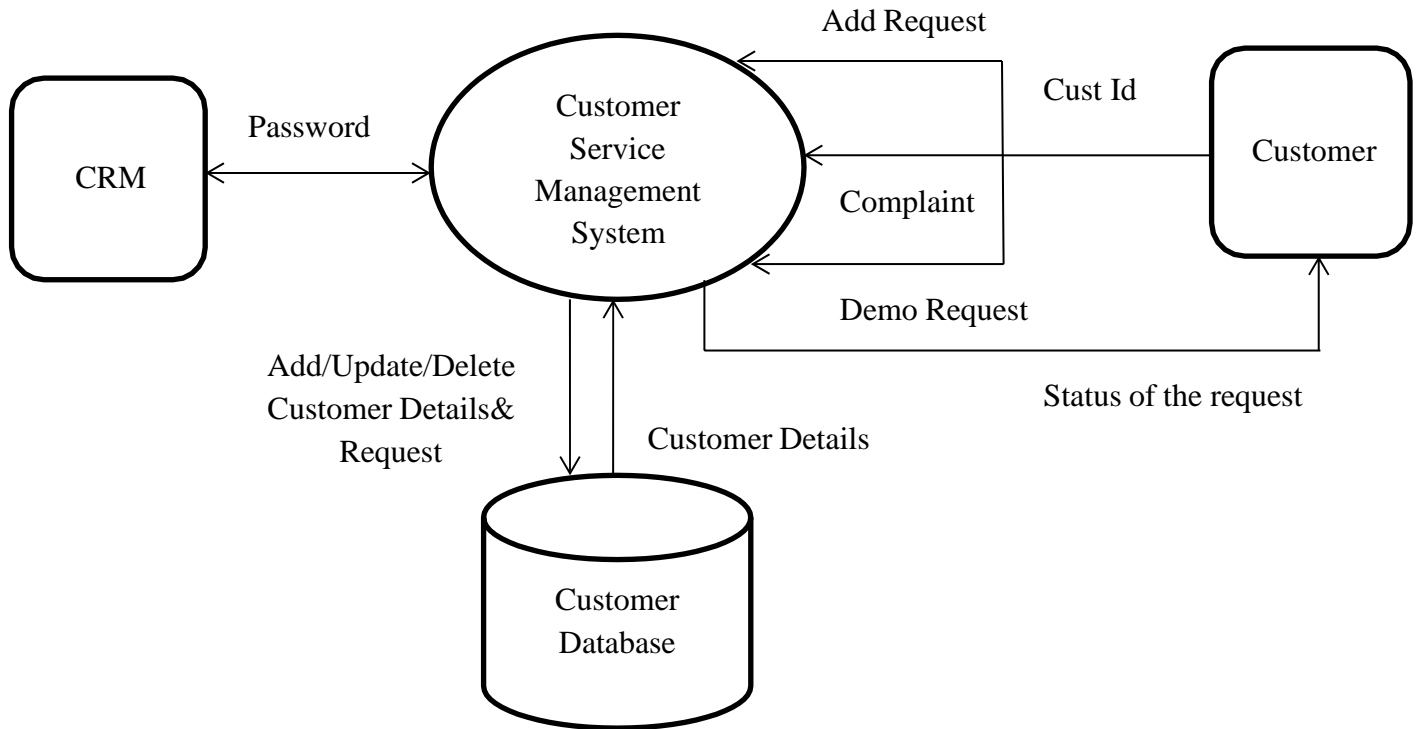 Add Request
Cust Id
Password
Customer
Service
Management
System
CRM
Customer
Complaint
Demo Request
Add/Update/Delete
Customer Details&
Request
Status of the request
Customer Details
Customer
Database